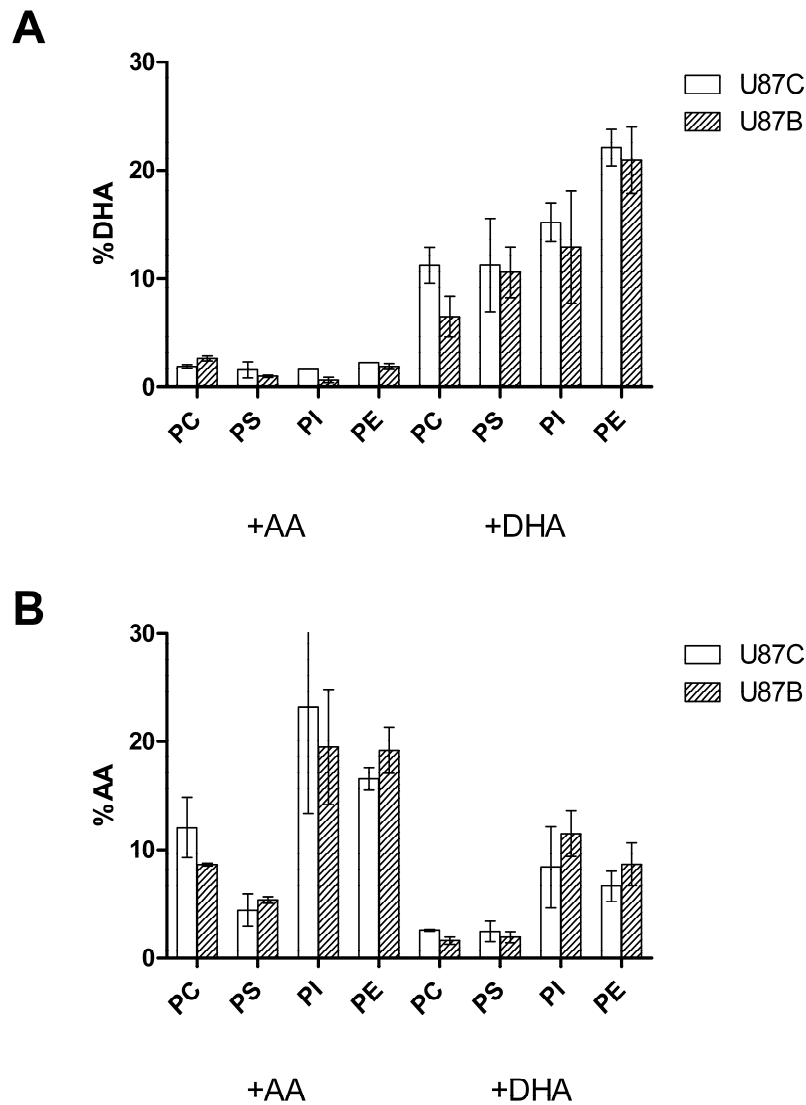 A
30
20
10
0
%DHA
U87C
U87B
PC PS PI PE PC PS PI PE
+AA +DHA
B
30
20
10
0
%AA
U87C
U87B
PC PS PI PE PC PS PI PE
+AA +DHA